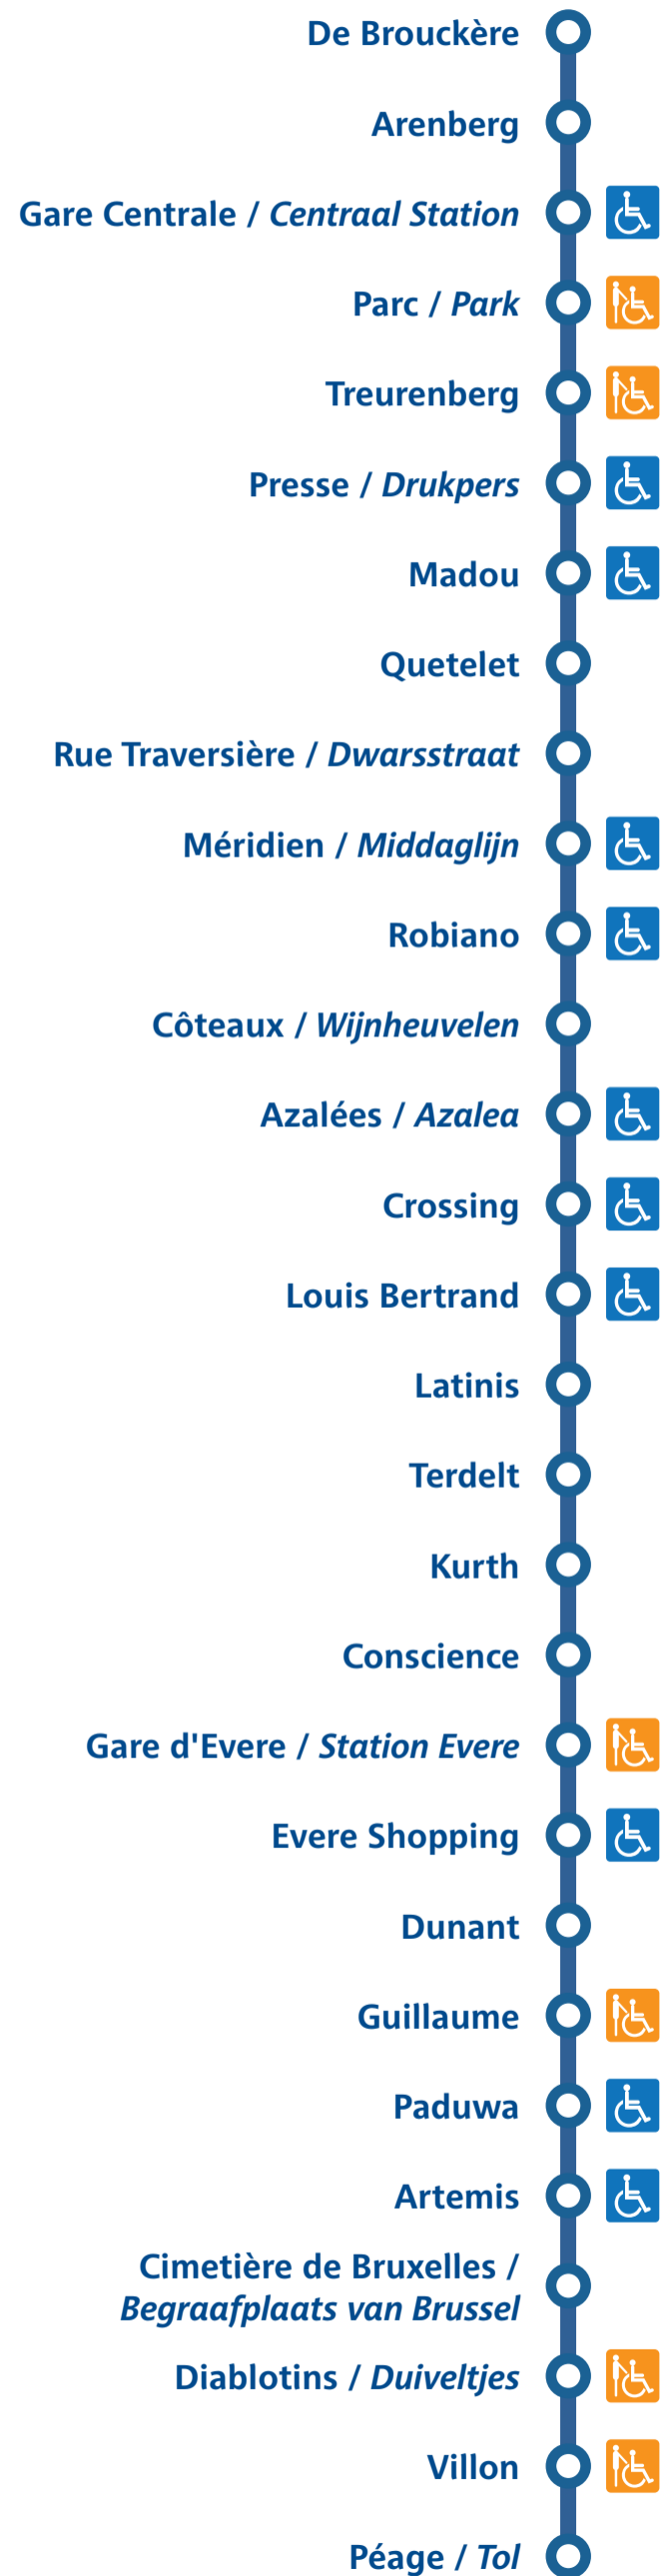 De Brouckère
Arenberg
Gare Centrale / Centraal Station
Parc / Park
Treurenberg
Presse / Drukpers
Madou
Quetelet
Rue Traversière / Dwarsstraat
Méridien / Middaglijn
Robiano
Côteaux / Wijnheuvelen
Azalées / Azalea
Crossing
Louis Bertrand
Latinis
Terdelt
Kurth
Conscience
Gare d'Evere / Station Evere
Evere Shopping
Dunant
Guillaume
Paduwa
Artemis
Cimetière de Bruxelles /
Begraafplaats van Brussel
Diablotins / Duiveltjes
Villon
Péage / Tol